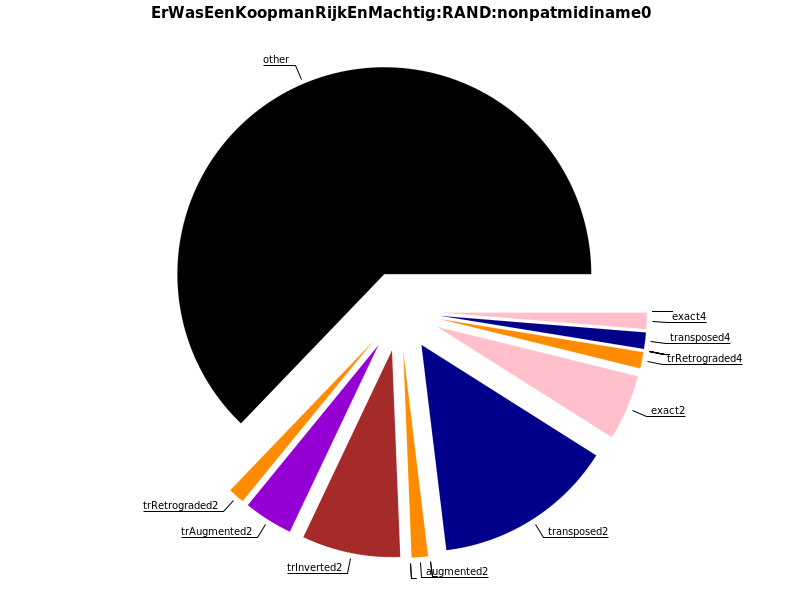 ErWasEenKoopmanRijkEnMachtig:RAND:nonpatmidiname0
other
exact4
transposed4
trRetrograded4
exact2
trRetrograded2
trAugmented2
transposed2
trInverted2
augmented2